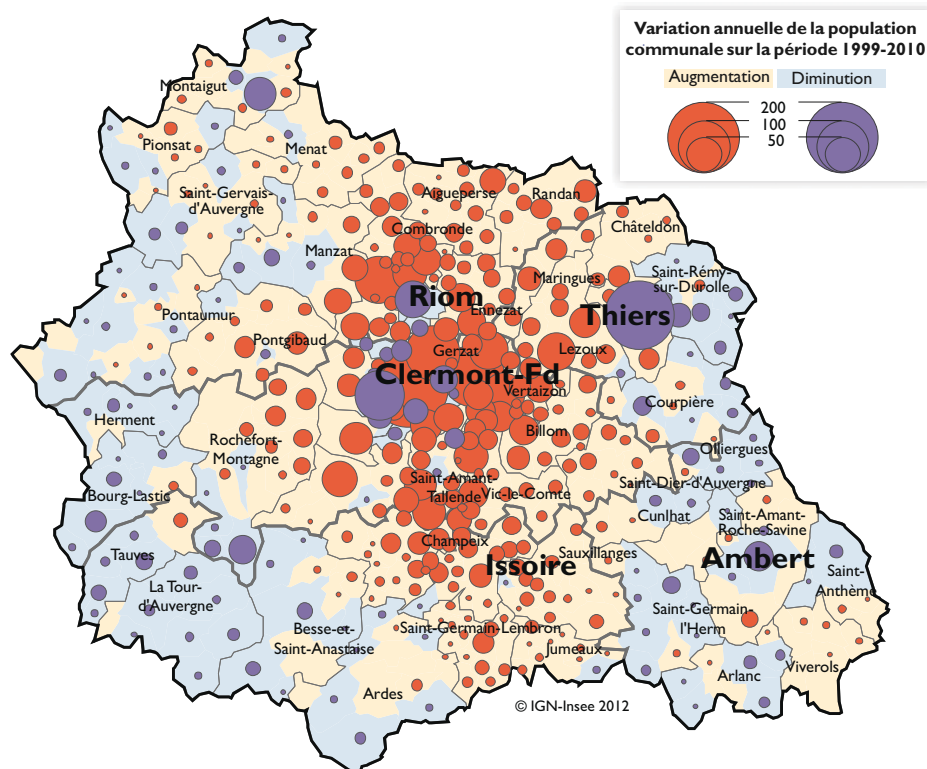 Variation annuelle de la population
communale sur la période 1999-2010
Augmentation Diminution
200
100
50
Montaigut
Pionsat
Menat
Saint-Gervais-
d'Auvergne
Aigueperse
Randan
Châteldon
Combronde
Manzat
Maringues
Saint-Rémy-
sur-Durolle
Riom
Ennezat
Thiers
Pontaumur
Pontgibaud
Gerzat
Lezoux
Clermont-Fd
Vertaizon
Courpière
Herment
Billom
Rochefort-
Montagne
Olliergues
Saint-Dier-d'Auvergne
Bourg-Lastic
Saint-Amant-
Tallende
Vic-le-Comte
Cunlhat
Saint-Amant-
Roche-Savine
Champeix
Tauves
Issoire
Sauxillanges
Ambert
La Tour-
d'Auvergne
Saint-
Anthème
Besse-et-
Saint-Anastaise
Saint-Germain-Lembron
Saint-Germain-
l'Herm
Jumeaux
Arlanc
Viverols
Ardes
© IGN-Insee 2012